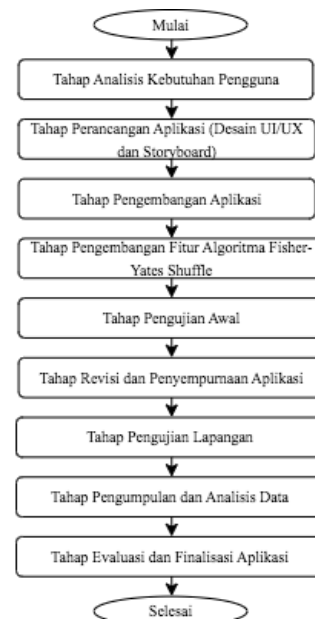 Mulai
Tahap Analisis Kebutuhan Pengguna
Tahap Perancangan Aplikasi (Desain UI/UX
dan Storyboard)
Tahap Pengembangan Aplikasi
Tahap Pengembangan Fitur Algoritma Fisher-
Yates Shuffle
Tahap Pengujian Awal
Tahap Revisi dan Penyempurnaan Aplikasi
Tahap Pengujian Lapangan
Tahap Pengumpulan dan Analisis Data
Tahap Evaluasi dan Finalisasi Aplikasi
Selesai